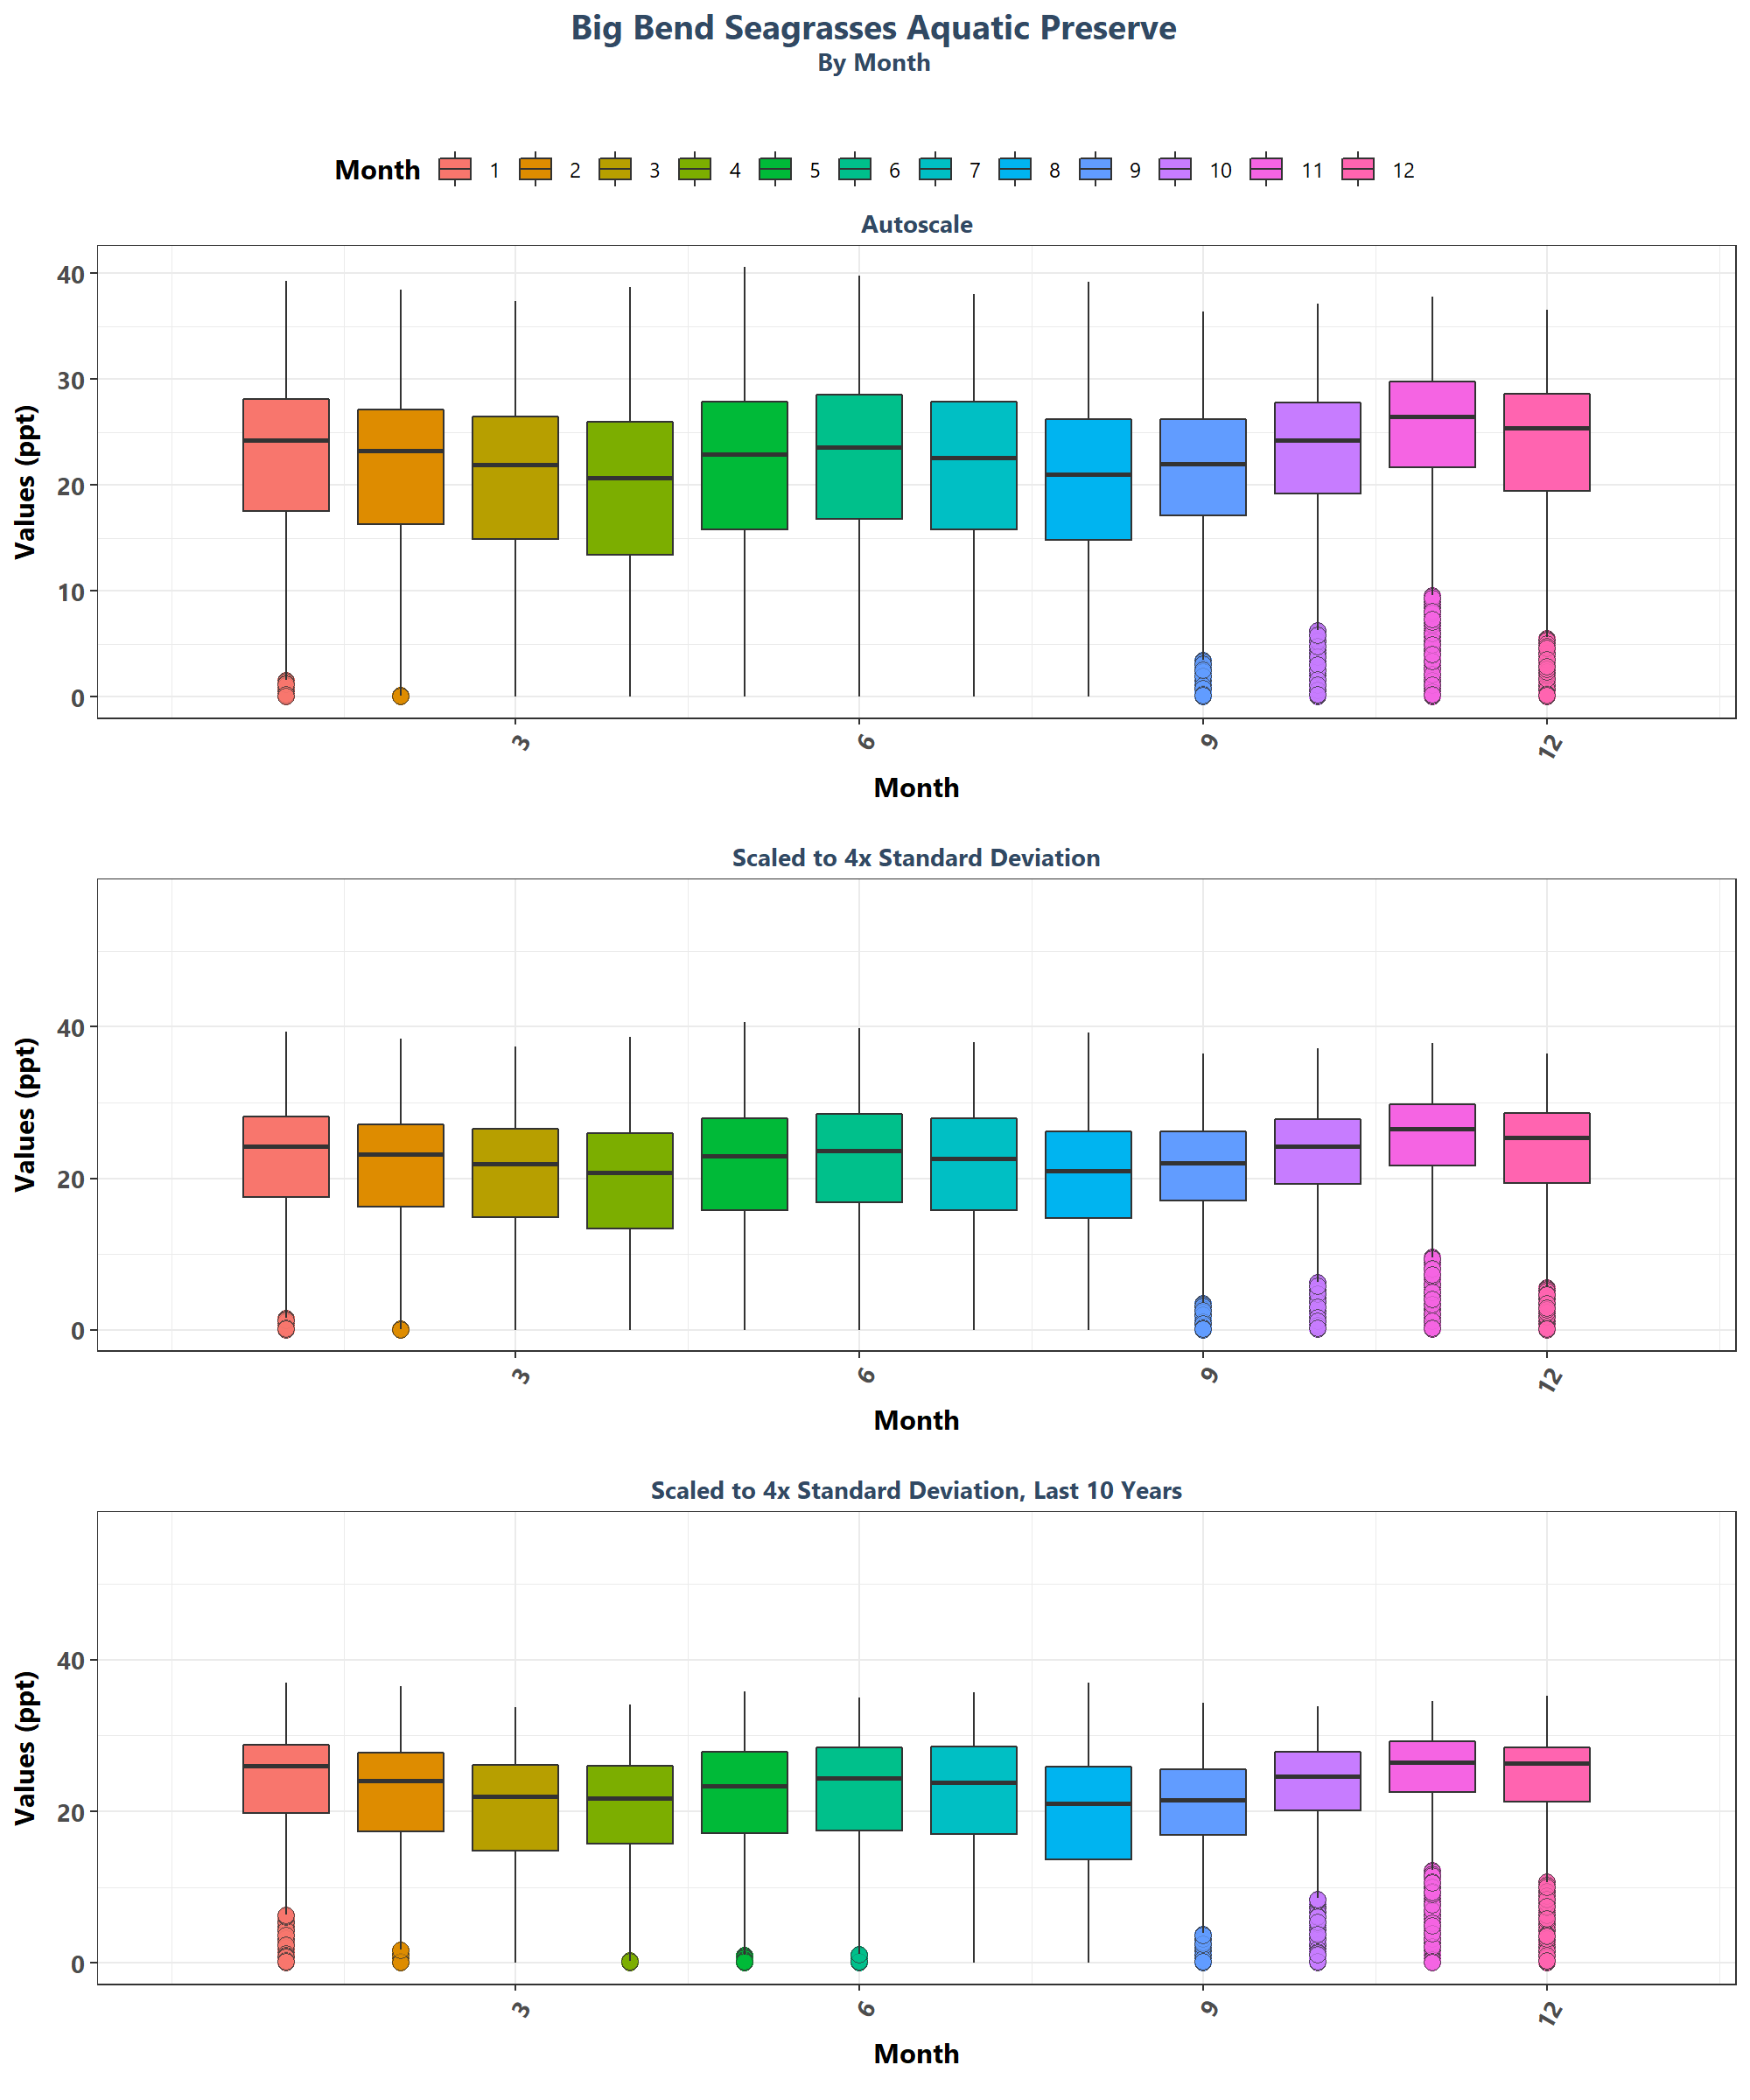 Big Bend Seagrasses Aquatic Preserve
By Month
Month 1 2 3 4 5 6 7 8 9 10 11 12
Autoscale
Values (ppt)
40
30
20
10
0
3 6 9 12
Month
Scaled to 4x Standard Deviation
Values (ppt)
40
20
0
3 6 9 12
Month
Scaled to 4x Standard Deviation, Last 10 Years
Values (ppt)
40
20
0
3 6 9 12
Month